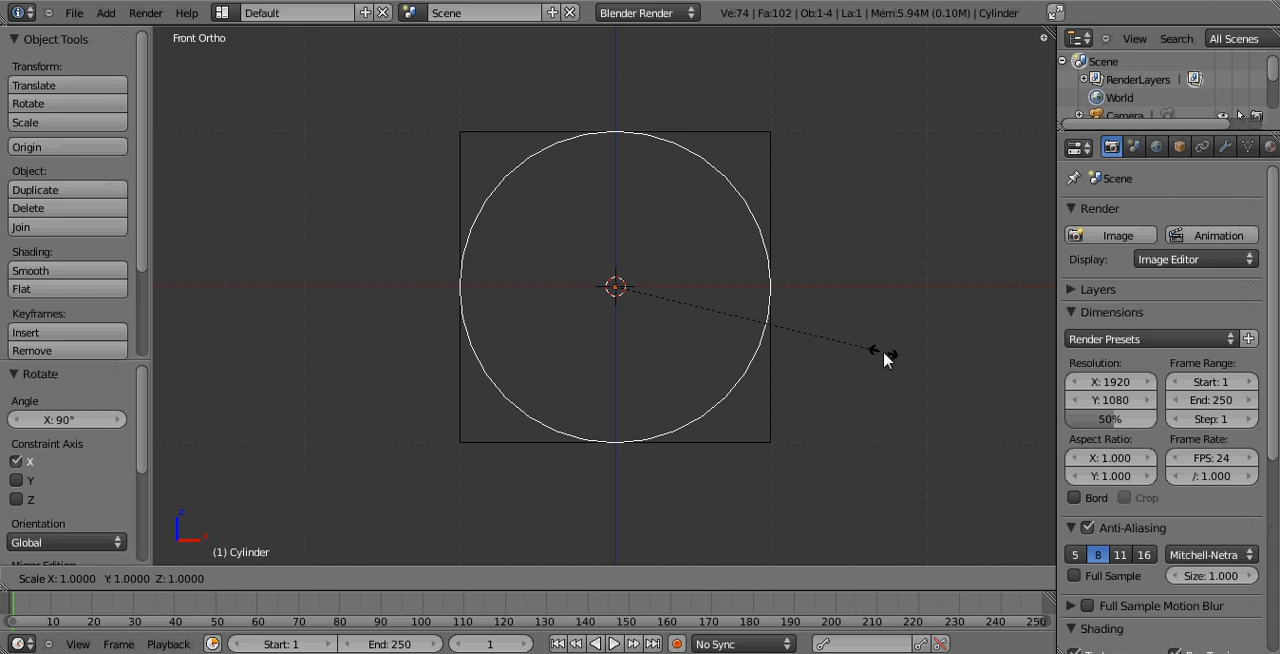 File Add Render Help Default Scene Blender Render Ve:74 | Fa:102 | Ob:1-4 | La:1 | Mem:5.94M (0.10M) | Cylinder
Object Tools
Transform:
Translate
Rotate
Scale
Origin
Object:
Duplicate
Delete
Join
Shading:
Smooth
Flat
Keyframes:
Insert
Remove
Rotate
Angle
X: 90°
Constraint Axis
X
Y
Z
Orientation
Global
Front Ortho
z
(1) Cylinder
Scale X: 1.0000 Y: 1.0000 Z: 1.0000
10 20 30 40 50 60 70 80 90 100 110 120 130 140 150 160 170 180 190 200 210 220 230 240 250
View Frame Playback Start: 1 End: 250 1 No Sync
View Search All Scenes
Scene
RenderLayers |
World
Camera |
Scene
Render
Image Animation
Display: Image Editor
Layers
Dimensions
Render Presets
Resolution: Frame Range:
X: 1920 Start: 1
Y: 1080 End: 250
50% Step: 1
Aspect Ratio: Frame Rate:
X: 1.000 FPS: 24
Y: 1.000 /: 1.000
Bord Crop
Anti-Aliasing
5 8 11 16 Mitchell-Netra
Full Sample Size: 1.000
Full Sample Motion Blur
Shading